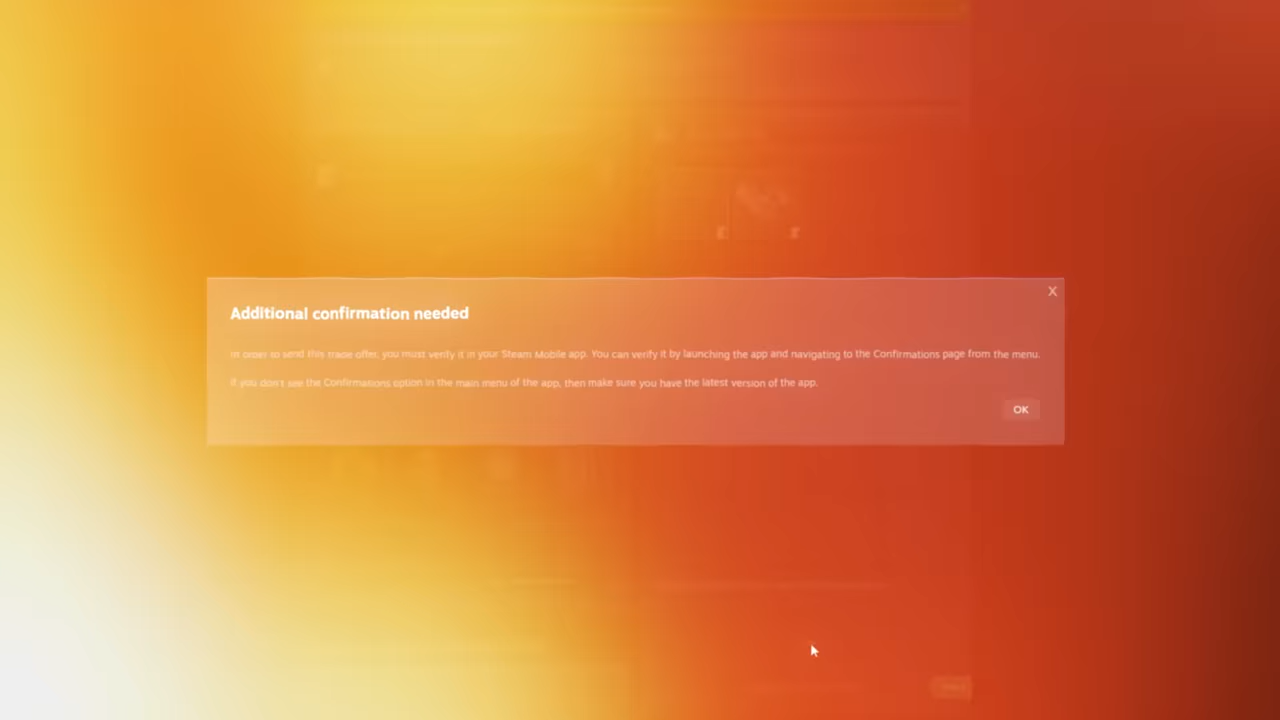 Additional confirmation needed
X
In order to send this trade offer, you must verify it in your Steam Mobile app. You can verify it by launching the app and navigating to the Confirmations page from the menu.
If you don't see the Confirmations option in the main menu of the app, then make sure you have the latest version of the app.
OK